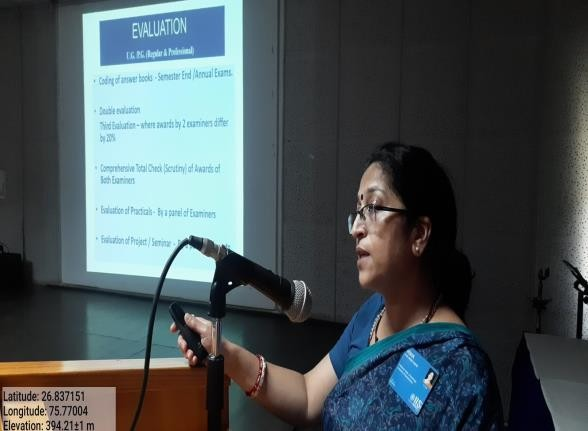 EVALUATION
U.G. /P.G. (Regular & Professional)
• Coding of answer books - Semester End /Annual Exams.
• Double evaluation
Third Evaluation – where awards by 2 examiners differ
by 20%
• Comprehensive Total Check (Scrutiny) of Awards of
Both Examiners
• Evaluation of Practicals - By a panel of Examiners
• Evaluation of Project / Seminar -
Latitude: 26.837151
Longitude: 75.77004
Elevation: 394.21±1 m